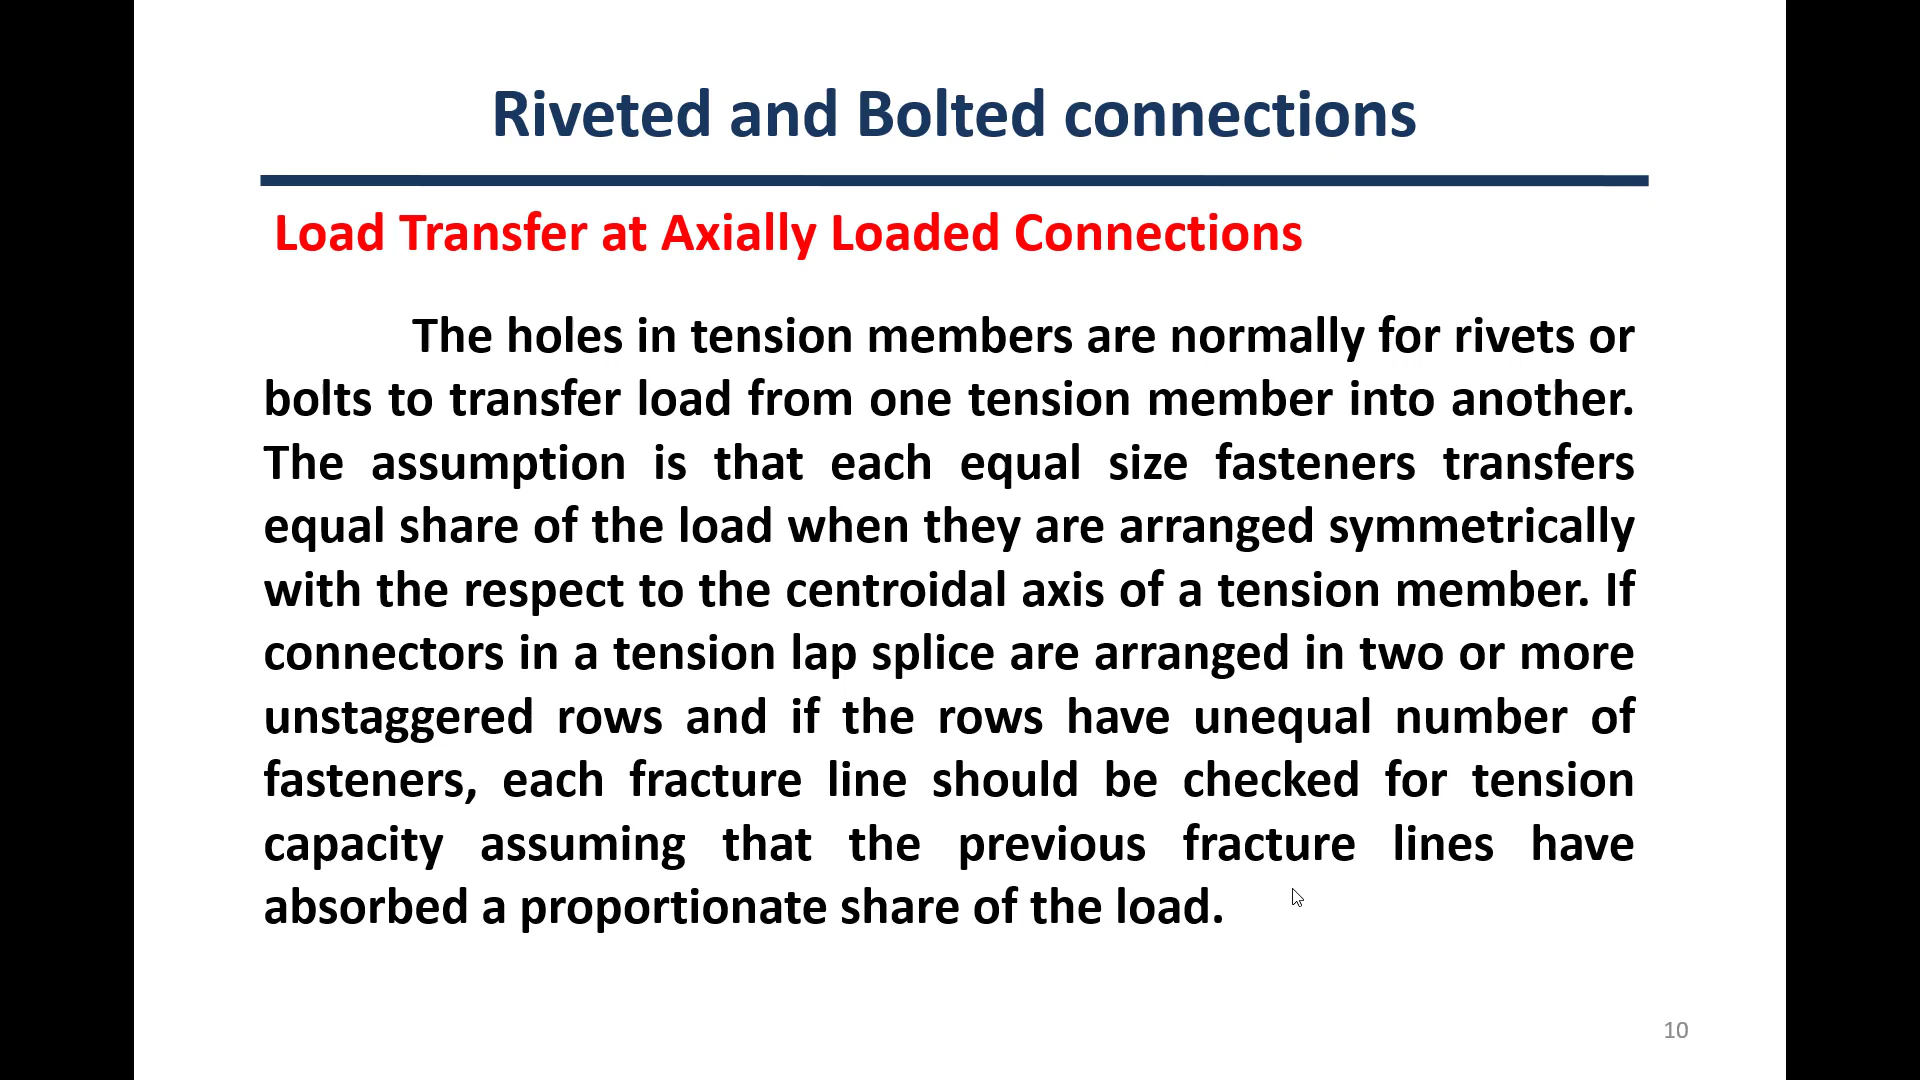 Riveted and Bolted connections
Load Transfer at Axially Loaded Connections
The holes in tension members are normally for rivets or
bolts to transfer load from one tension member into another.
The assumption is that each equal size fasteners transfers
equal share of the load when they are arranged symmetrically
with the respect to the centroidal axis of a tension member. If
connectors in a tension lap splice are arranged in two or more
unstaggered rows and if the rows have unequal number of
fasteners, each fracture line should be checked for tension
capacity assuming that the previous fracture lines have
absorbed a proportionate share of the load.
10